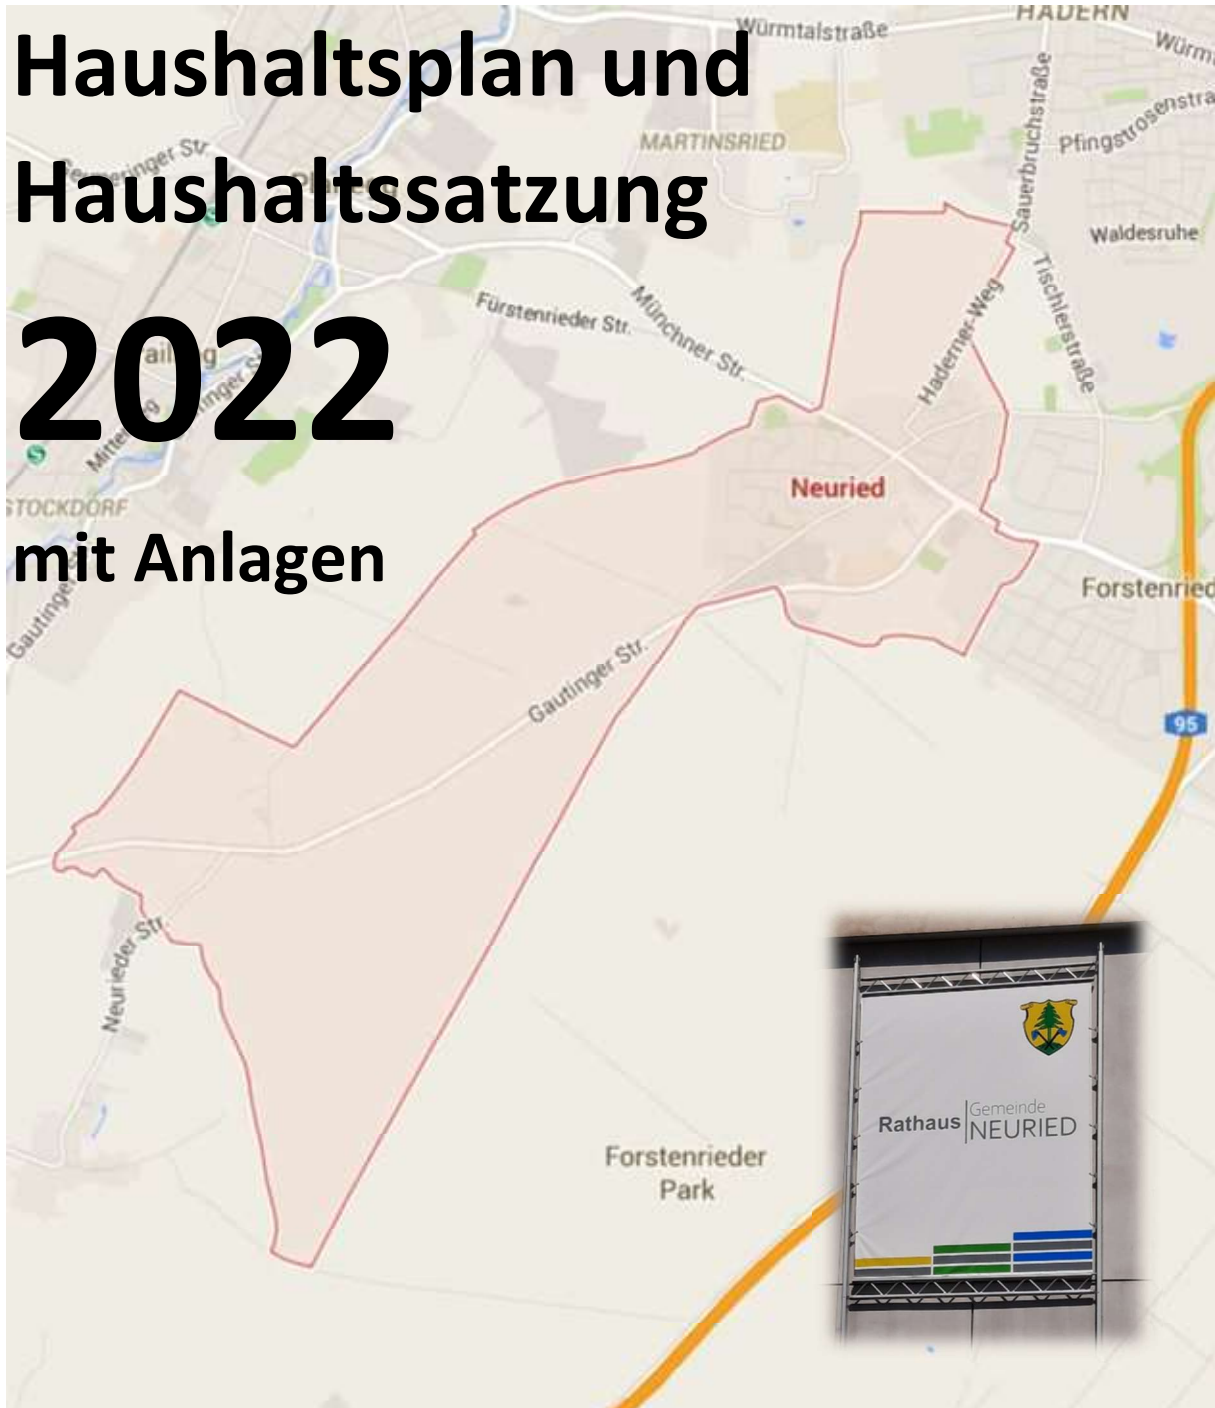 Haushaltsplan und
Haushaltssatzung
2022
mit Anlagen
HADERN
Würmtalstraße
MARTINSRIED
Sauerbruchstraße
Waldesruhe
Tischlerstraße
Haderner Weg
Fürstenrieder Str.
Münchner Str.
S
STOCKDORF
Neuried
Forstenried
Gautinger Str.
95
Neurieder Str.
Forstenrieder
Park
Rathaus
Gemeinde
NEURIED